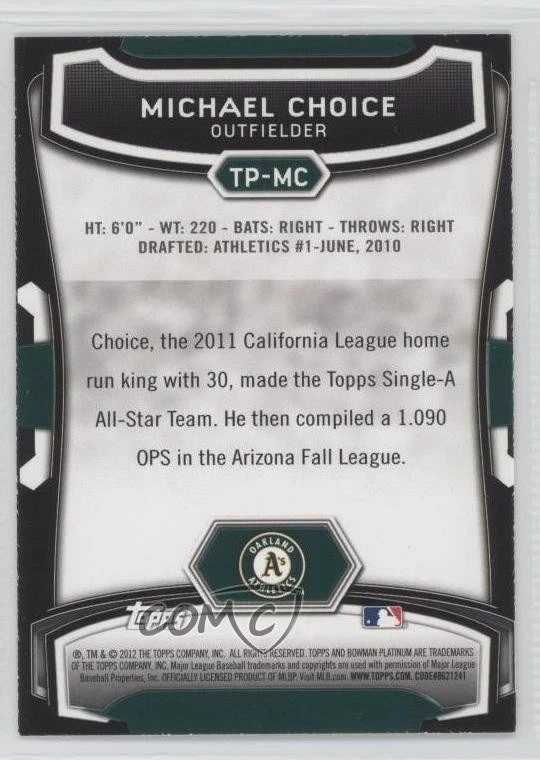 MICHAEL CHOICE
OUTFIELDER
TP-MC
HT: 6'0" - WT: 220 - BATS: RIGHT - THROWS: RIGHT
DRAFTED: ATHLETICS #1-JUNE, 2010
Choice, the 2011 California League home
run king with 30, made the Topps Single-A
All-Star Team. He then compiled a 1.090
OPS in the Arizona Fall League.
OAKLAND
A's
ATHLETICS
Topps
COMC
®, TM & © 2012 THE TOPPS COMPANY, INC. ALL RIGHTS RESERVED. TOPPS AND BOWMAN PLATINUM ARE TRADEMARKS
OF THE TOPPS COMPANY, INC. Major League Baseball trademarks and copyrights are used with permission of Major League
Baseball Properties, Inc. OFFICIALLY LICENSED PRODUCT OF MLBP. Visit MLB.com. WWW.TOPPS.COM. CODE#8621241